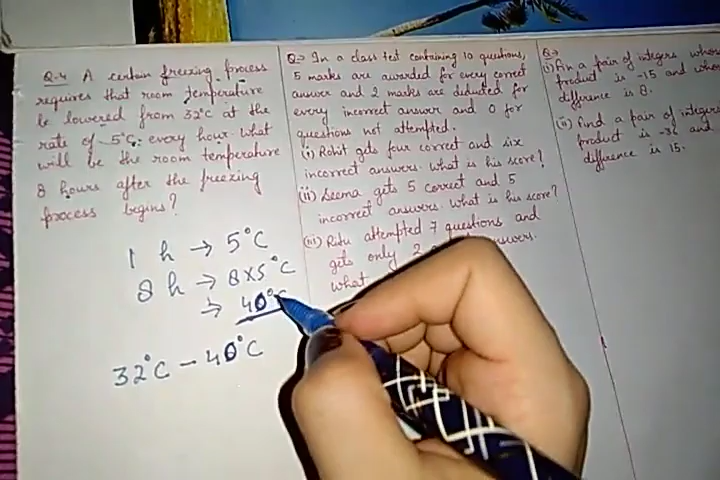 Q-4 A certain freezing process
requires that room temperature
be lowered from 32°C at the
rate of 5°C every hour. what
will be the room temperature
8 hours after the freezing
process begins?
1 h → 5°C
8 h → 8×5°C
→ 40°C
32°C - 40°C
Q → In a class test containing 10 questions,
5 marks are awarded for every correct
answer and 2 marks are deducted for
every incorrect answer and 0 for
questions not attempted.
(i) Rohit gets four correct and six
incorrect answers. what is his score?
ii) Seema gets 5 correct and 5
incorrect answers. what is his score?
(iii) Ritu attempted 7 questions and
gets only 2 answers.
what
Q→
i) Find a pair of integers whose
product is -15 and whose
difference is 8.
(ii) Find a pair of integers
product is -36 and
difference is 15.